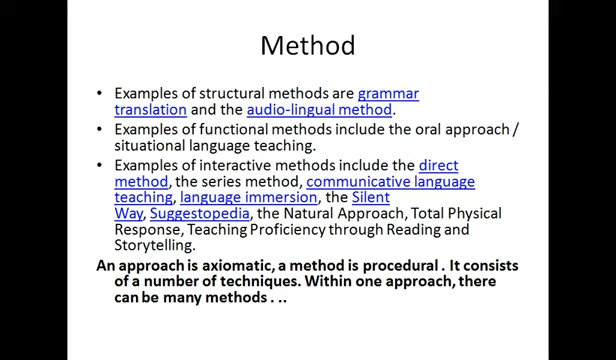 Method
• Examples of structural methods are grammar
translation and the audio-lingual method.
• Examples of functional methods include the oral approach /
situational language teaching.
• Examples of interactive methods include the direct
method, the series method, communicative language
teaching, language immersion, the Silent
Way, Suggestopedia, the Natural Approach, Total Physical
Response, Teaching Proficiency through Reading and
Storytelling.
An approach is axiomatic, a method is procedural . It consists
of a number of techniques. Within one approach, there
can be many methods . ..